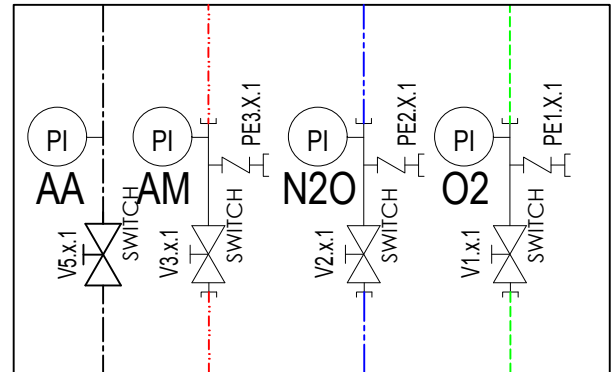 PI
PI
PI
PI
PE3.X.1
PE2.X.1
PE1.X.1
AA
AM
N2O
O2
V5.x.1
SWITCH
V3.x.1
SWITCH
V2.x.1
SWITCH
V1.x.1
SWITCH